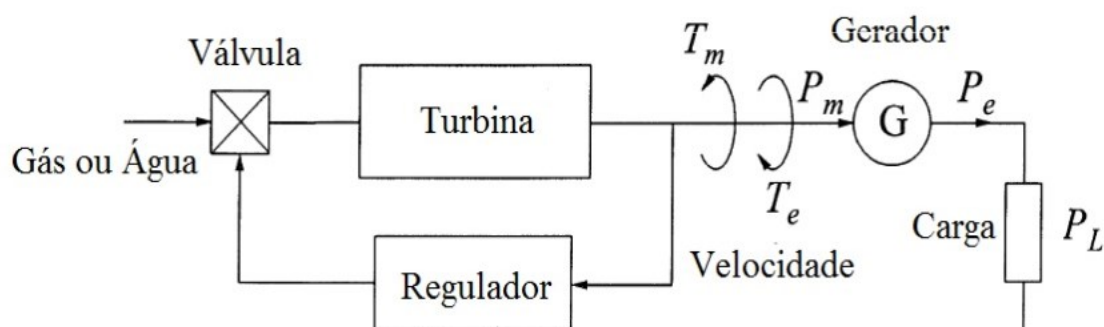 Válvula
Gás ou Água
Turbina
Regulador
T_m
T_e
Velocidade
P_m
Gerador
G
P_e
Carga
P_L